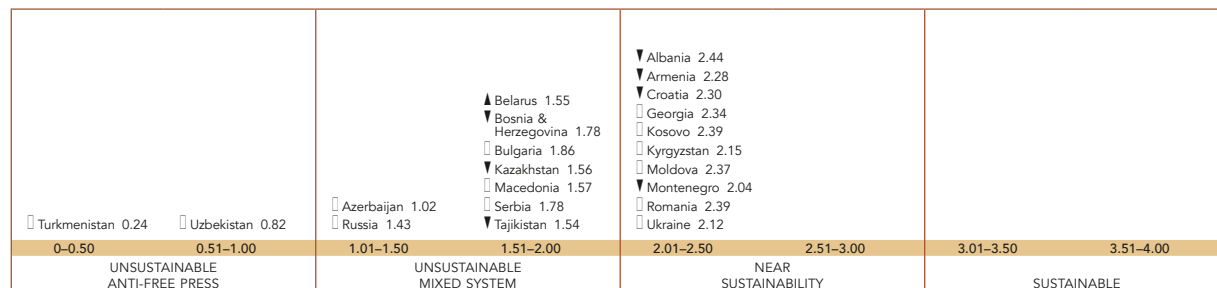 Turkmenistan 0.24
Uzbekistan 0.82
Azerbaijan 1.02
Russia 1.43
▲ Belarus 1.55
▼ Bosnia &
Herzegovina 1.78
Bulgaria 1.86
▼ Kazakhstan 1.56
Macedonia 1.57
Serbia 1.78
▼ Tajikistan 1.54
▼ Albania 2.44
▼ Armenia 2.28
▼ Croatia 2.30
Georgia 2.34
Kosovo 2.39
Kyrgyzstan 2.15
Moldova 2.37
▼ Montenegro 2.04
Romania 2.39
Ukraine 2.12
0–0.50 0.51–1.00 1.01–1.50 1.51–2.00 2.01–2.50 2.51–3.00 3.01–3.50 3.51–4.00
UNSUSTAINABLE
ANTI-FREE PRESS
UNSUSTAINABLE
MIXED SYSTEM
NEAR
SUSTAINABILITY
SUSTAINABLE